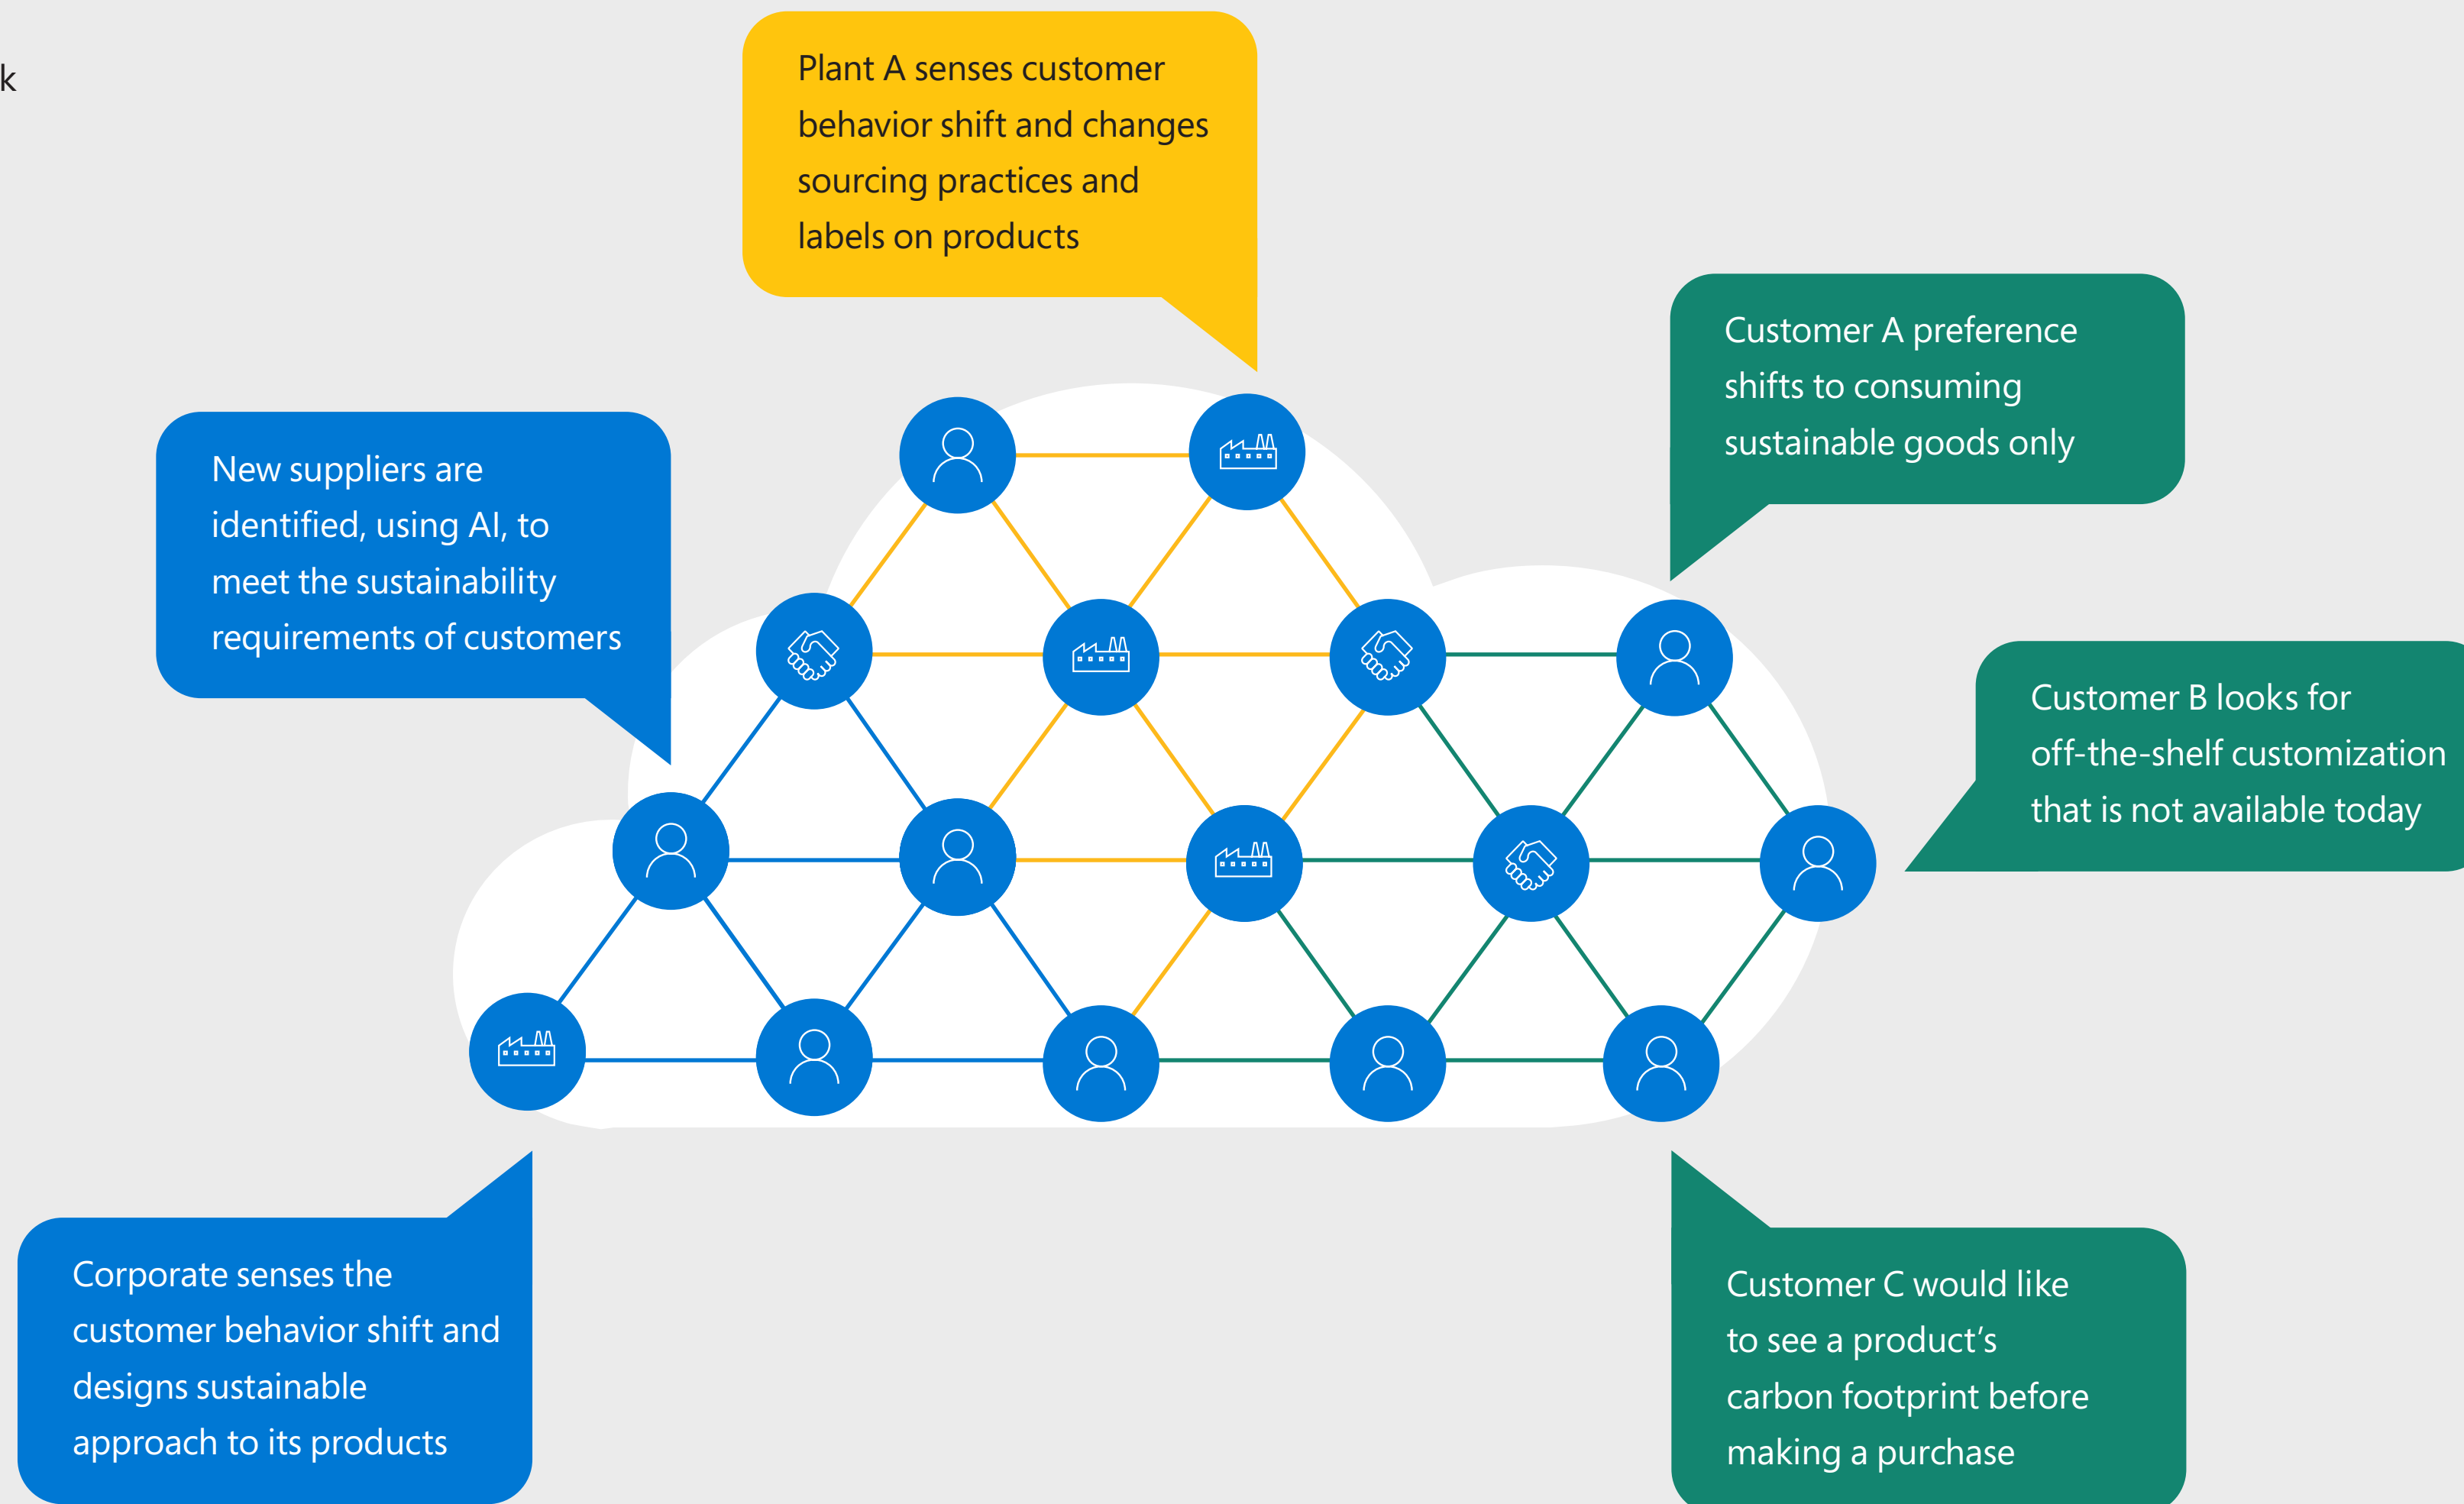 k
Plant A senses customer
behavior shift and changes
sourcing practices and
labels on products
Customer A preference
shifts to consuming
sustainable goods only
New suppliers are
identified, using AI, to
meet the sustainability
requirements of customers
Customer B looks for
off-the-shelf customization
that is not available today
Corporate senses the
customer behavior shift and
designs sustainable
approach to its products
Customer C would like
to see a product’s
carbon footprint before
making a purchase